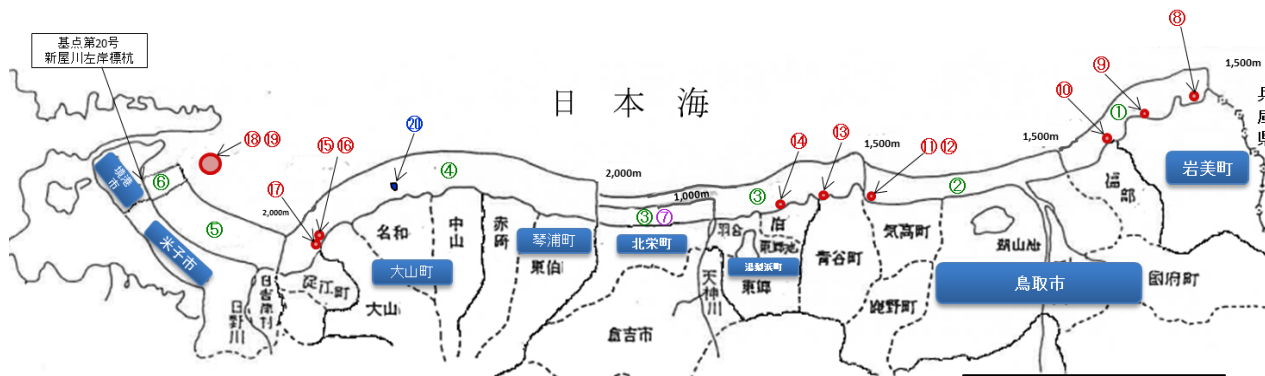 基点第20号
新屋川左岸標杭
日本海
⑧
⑨
⑩
①
1,500m
1,500m
兵庫県
岩美町
福部
⑳
⑱⑲
⑮⑯
⑰
④
2,000m
⑭
⑬
1,500m
⑪⑫
②
境港市
⑥
⑤
2,000m
米子市
1,000m
③
③⑦
名和
中山
赤碕
琴浦町
東伯
北栄町
羽合
泊
東郷池
湯梨浜町
東郷
青谷町
気高町
鹿野町
湖山池
鳥取市
国府町
大山町
大山
淀江町
日吉津村
日野川
天神川
倉吉市